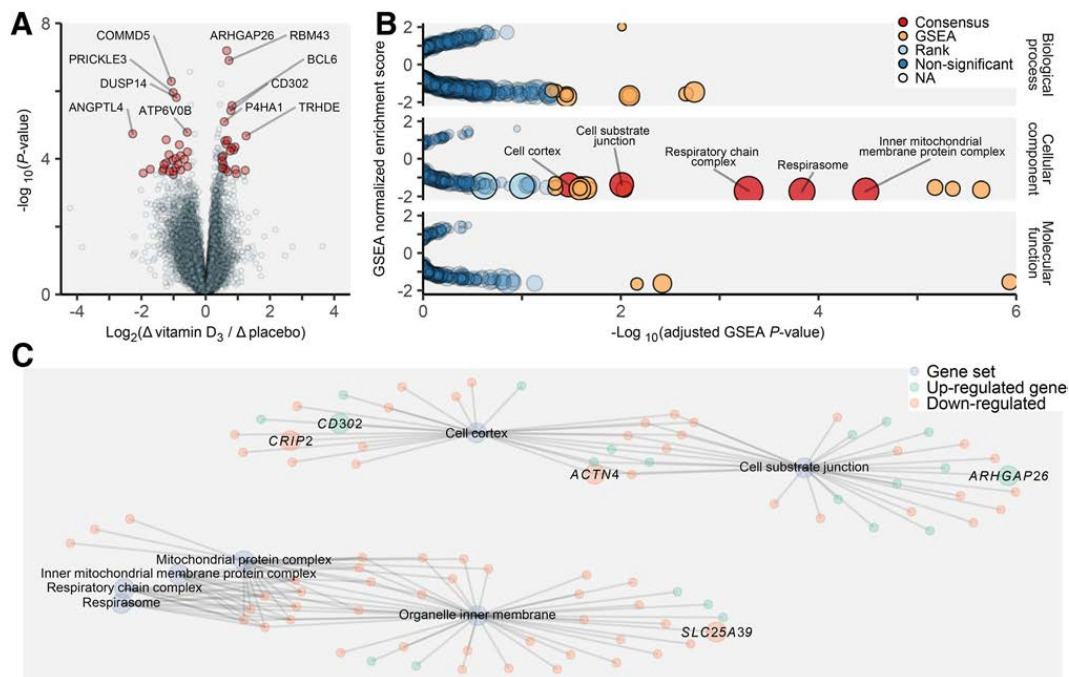 A
8
4
0
-log 10(P-value)
-4
-2
0
2
4
Log2(Δ vitamin D3 / Δ placebo)
COMMD5
PRICKLE3
DUSP14
ANGPTL4
ATP6V0B
ARHGAP26
RBM43
BCL6
CD302
P4HA1
TRHDE
B
GSEA normalized enrichment score
2
0
-2
2
0
-2
2
0
-2
Consensus
GSEA
Rank
Non-significant
NA
Biological
process
Cell cortex
Cell substrate
junction
Respiratory chain
complex
Respirasome
Inner mitochondrial
membrane protein complex
Cellular
component
Molecular
function
0
2
4
6
-Log 10(adjusted GSEA P-value)
C
Gene set
Up-regulated gene
Down-regulated
CD302
CRIP2
Cell cortex
ACTN4
Cell substrate junction
ARHGAP26
Mitochondrial protein complex
Inner mitochondrial membrane protein complex
Respiratory chain complex
Respirasome
Organelle inner membrane
SLC25A39